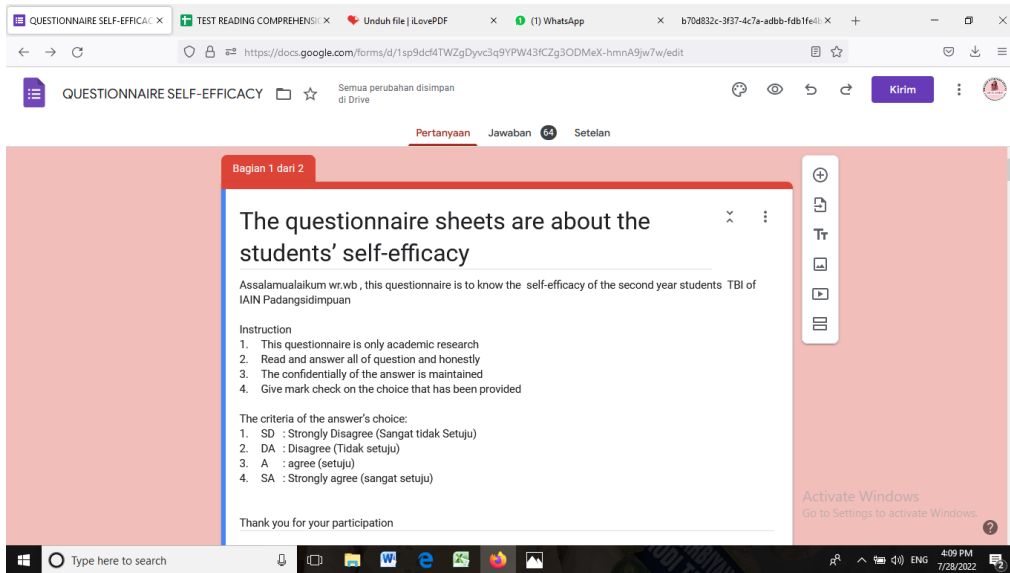 QUESTIONNAIRE SELF-EFFICAC
TEST READING COMPREHENSIC
Unduh file | iLovePDF
(1) WhatsApp
b70d832c-3f37-4c7a-adbb-fdb1fe4b
https://docs.google.com/forms/d/1sp9dcf4TWZgDyvc3q9YPW43fCZg3ODMeX-hmnA9jw7w/edit
QUESTIONNAIRE SELF-EFFICACY
Semua perubahan disimpan
di Drive
Kirim
Pertanyaan Jawaban 64 Setelan
Bagian 1 dari 2
The questionnaire sheets are about the
students’ self-efficacy
Assalamualaikum wr.wb , this questionnaire is to know the self-efficacy of the second year students TBI of
IAIN Padangsidimpuan
Instruction
1. This questionnaire is only academic research
2. Read and answer all of question and honestly
3. The confidentially of the answer is maintained
4. Give mark check on the choice that has been provided
The criteria of the answer’s choice:
1. SD : Strongly Disagree (Sangat tidak Setuju)
2. DA : Disagree (Tidak setuju)
3. A : agree (setuju)
4. SA : Strongly agree (sangat setuju)
Thank you for your participation
Activate Windows
Go to Settings to activate Windows.
Type here to search
ENG
4:09 PM
7/28/2022
2